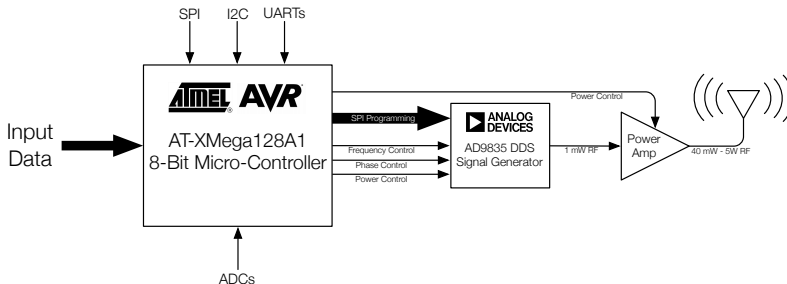 SPI I2C UARTs
ATMEL® AVR®
Power Control
Input
Data
AT-XMega128A1
8-Bit Micro-Controller
SPI Programming
ANALOG
DEVICES
AD9835 DDS
Signal Generator
Frequency Control
Phase Control
Power Control
1 mW RF
Power
Amp
40 mW - 5W RF
ADCs